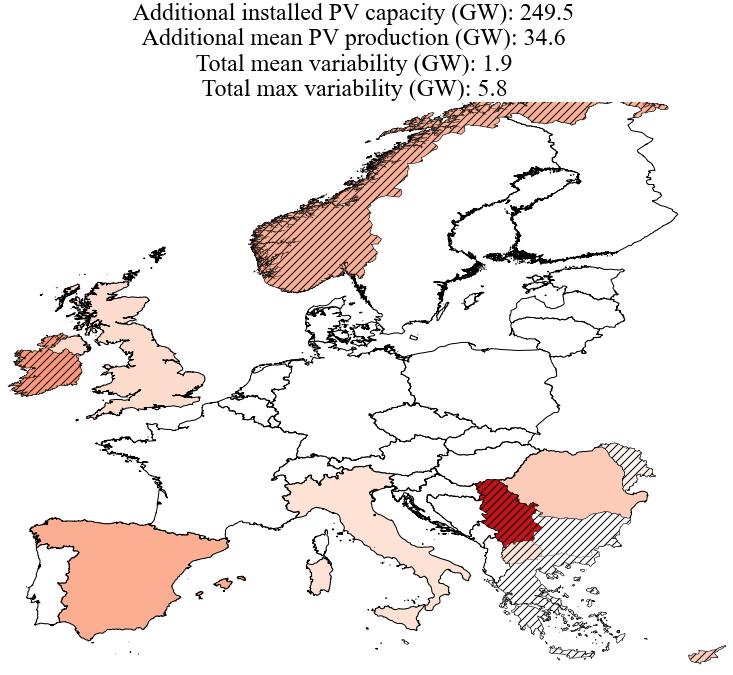 Additional installed PV capacity (GW): 249.5
Additional mean PV production (GW): 34.6
Total mean variability (GW): 1.9
Total max variability (GW): 5.8